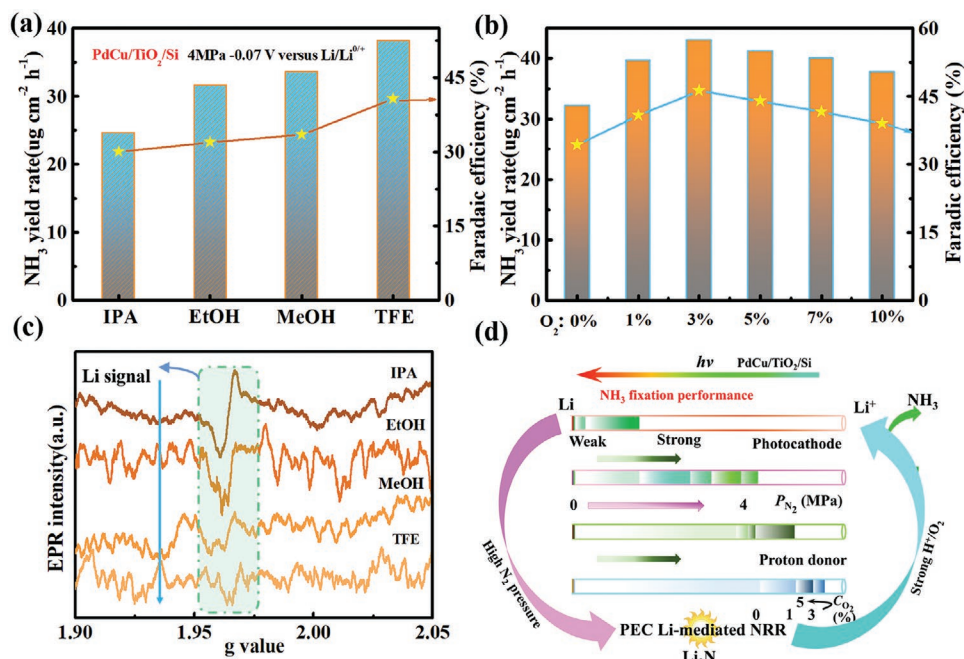 (a)
PdCu/TiO2/Si 4MPa -0.07 V versus Li/Li0/+
NH3 yield rate(ug cm-2 h-1)
40
30
20
10
0
IPA EtOH MeOH TFE
45
30
15
0
Faradaic efficiency (%)
(b)
NH3 yield rate(ug cm-2 h-1)
40
30
20
10
0
O2: 0% 1% 3% 5% 7% 10%
60
45
30
15
0
Faradic efficiency (%)
(c)
Li signal
IPA
EtOH
MeOH
TFE
EPR intensity(a.u.)
1.90 1.95 2.00 2.05
g value
(d)
hν PdCu/TiO2/Si
NH3 fixation performance
Li Li+ NH3
Weak Strong Photocathode
0 4 PN2 (MPa)
Proton donor
0 1 3 5 CO2 (%)
High N2 pressure
Strong H+/O2
PEC Li-mediated NRR